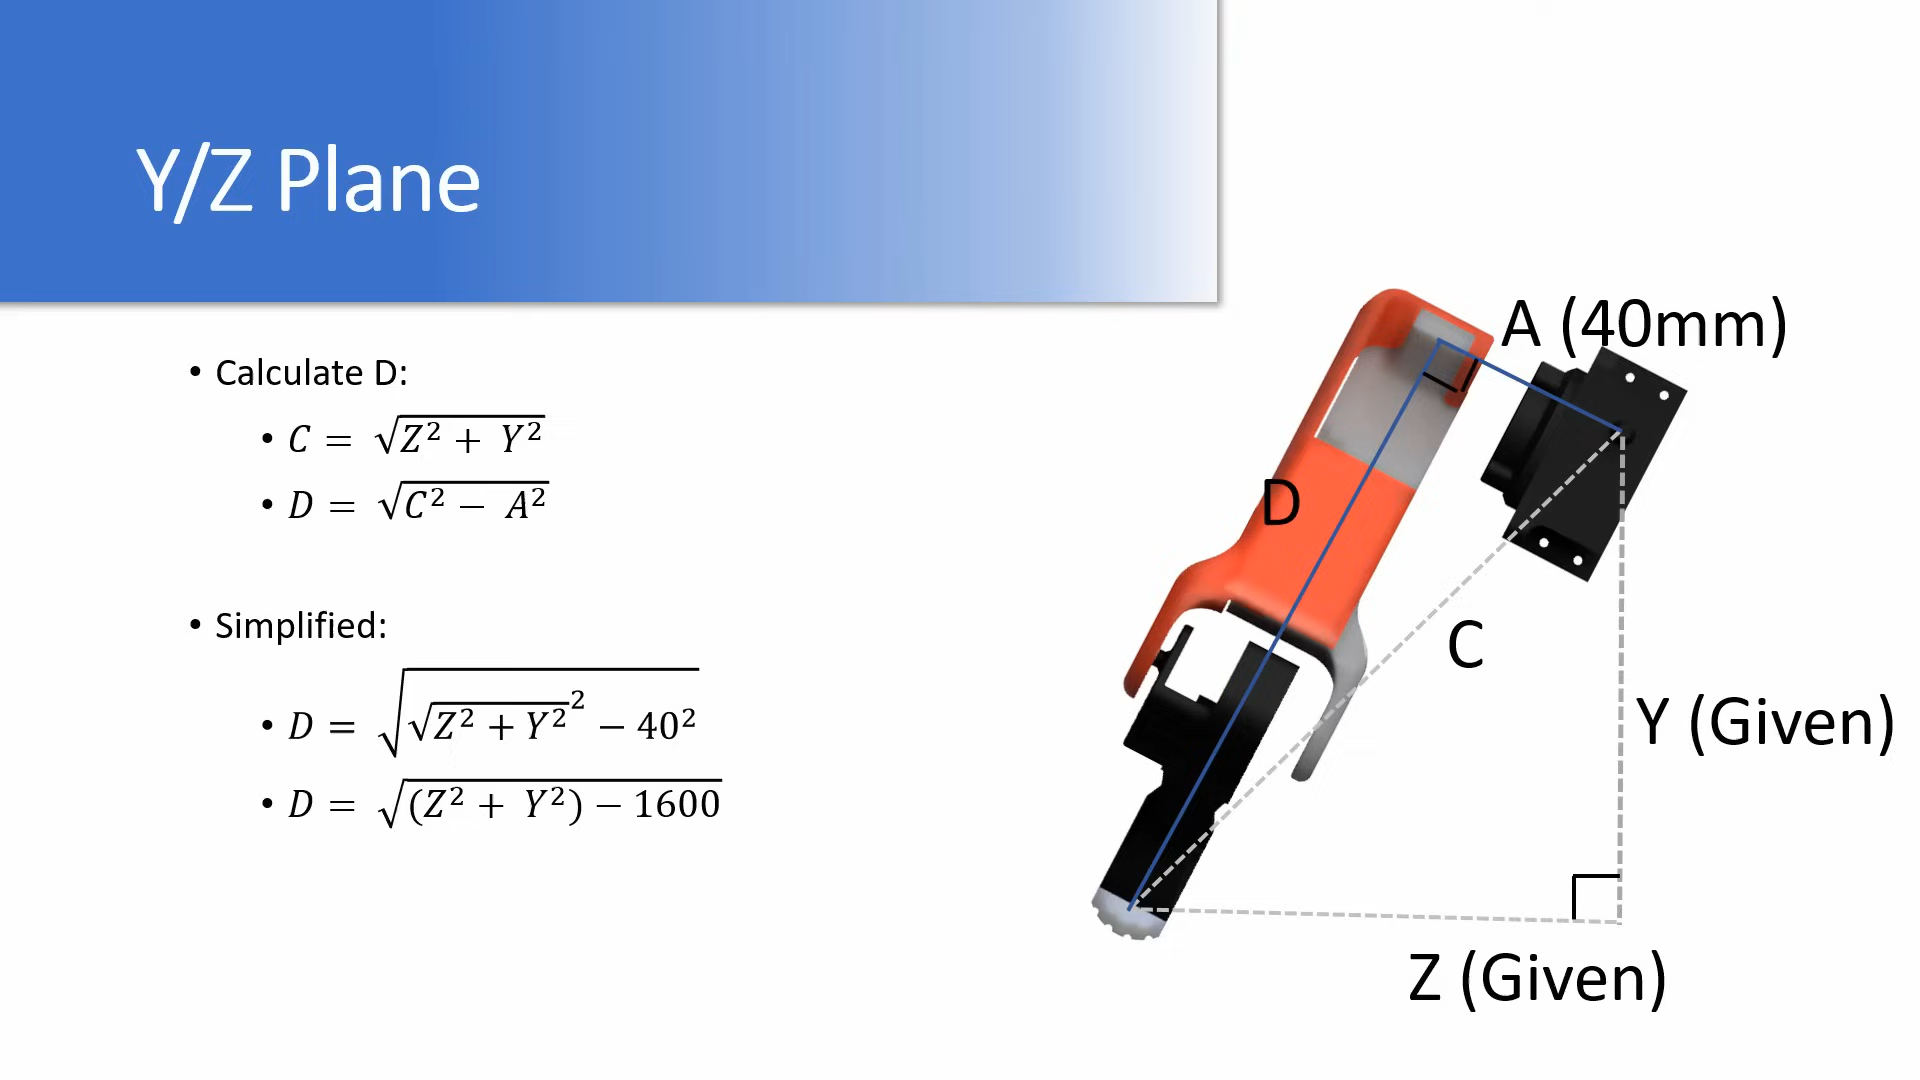 Y/Z Plane
• Calculate D:
• C = √(Z² + Y²)
• D = √(C² − A²)
• Simplified:
• D = √(√(Z² + Y²)² − 40²)
• D = √((Z² + Y²) − 1600)
A (40mm)
D
C
Y (Given)
Z (Given)